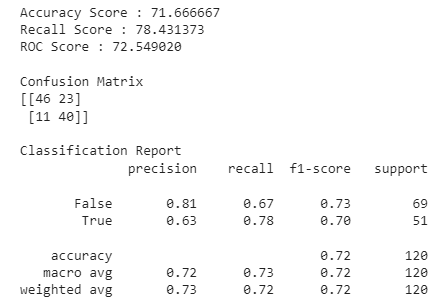 Accuracy Score : 71.666667
Recall Score : 78.431373
ROC Score : 72.549020
Confusion Matrix
[[46 23]
 [11 40]]
Classification Report
              precision    recall  f1-score   support
       False       0.81      0.67      0.73        69
        True       0.63      0.78      0.70        51
    accuracy                           0.72       120
   macro avg       0.72      0.73      0.72       120
weighted avg       0.73      0.72      0.72       120